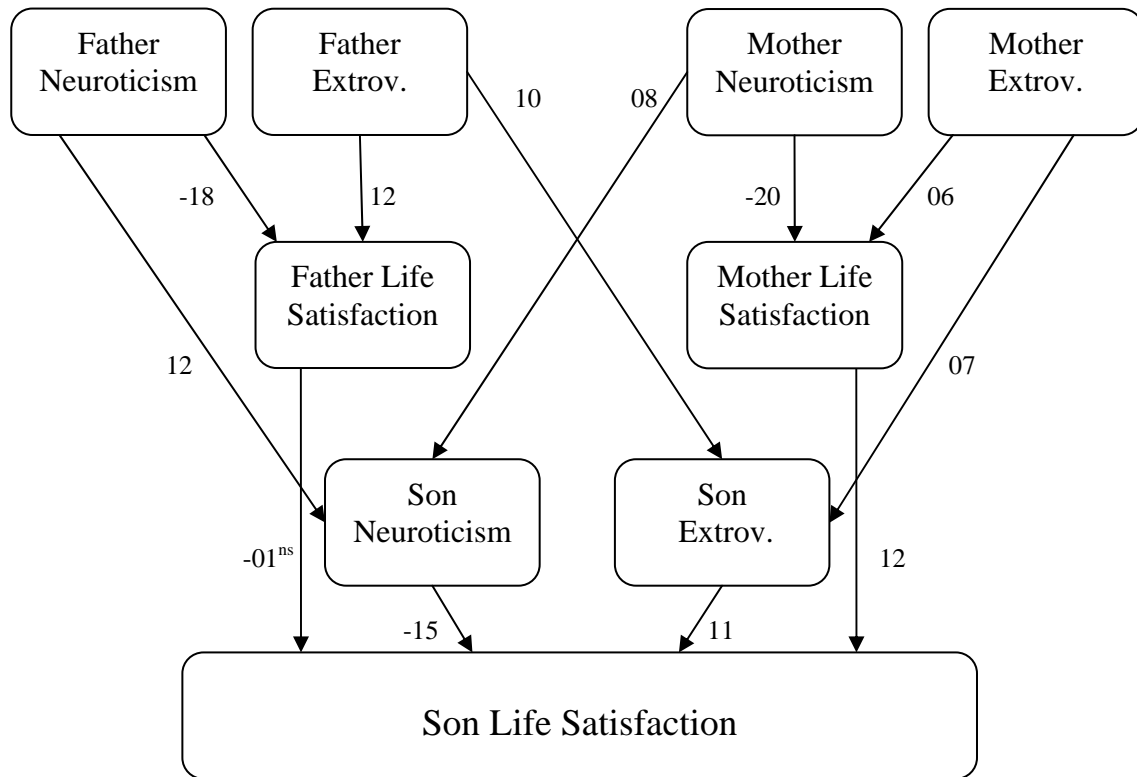 Father
Neuroticism
Father
Extrov.
Mother
Neuroticism
Mother
Extrov.
10
08
-18
12
-20
06
Father Life
Satisfaction
Mother Life
Satisfaction
12
07
Son
Neuroticism
Son
Extrov.
-01ns
12
-15
11
Son Life Satisfaction